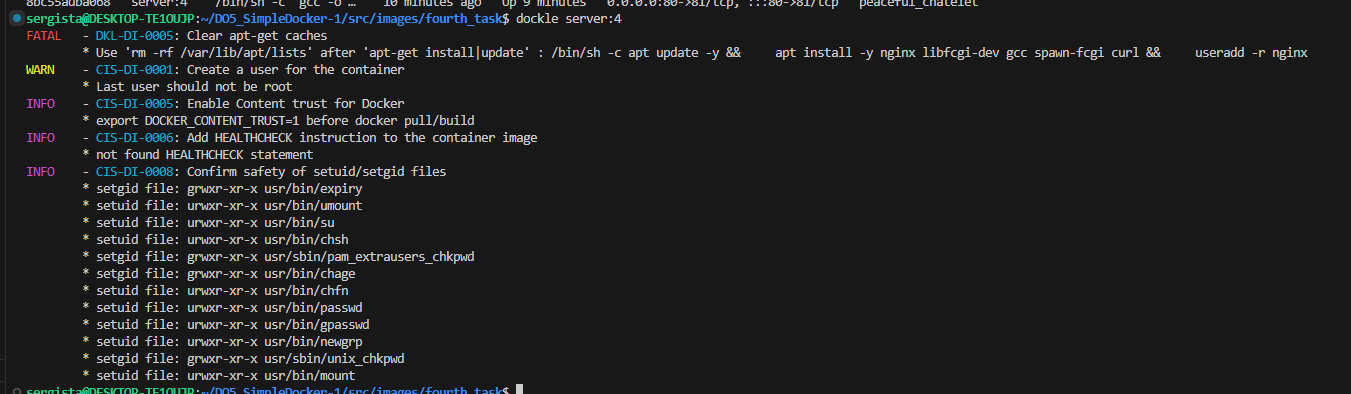 8bc55adba068   server:4    "/bin/sh -c 'gcc -o …"   10 minutes ago   Up 9 minutes   0.0.0.0:80->81/tcp, :::80->81/tcp   peaceful_chatelet
sergista@DESKTOP-TE1OUJP:~/DO5_SimpleDocker-1/src/images/fourth_task$ dockle server:4
FATAL   - DKL-DI-0005: Clear apt-get caches
        * Use 'rm -rf /var/lib/apt/lists' after 'apt-get install|update' : /bin/sh -c apt update -y &&     apt install -y nginx libfcgi-dev gcc spawn-fcgi curl &&     useradd -r nginx
WARN    - CIS-DI-0001: Create a user for the container
        * Last user should not be root
INFO    - CIS-DI-0005: Enable Content trust for Docker
        * export DOCKER_CONTENT_TRUST=1 before docker pull/build
INFO    - CIS-DI-0006: Add HEALTHCHECK instruction to the container image
        * not found HEALTHCHECK statement
INFO    - CIS-DI-0008: Confirm safety of setuid/setgid files
        * setgid file: grwxr-xr-x usr/bin/expiry
        * setuid file: urwxr-xr-x usr/bin/umount
        * setuid file: urwxr-xr-x usr/bin/su
        * setuid file: urwxr-xr-x usr/bin/chsh
        * setgid file: grwxr-xr-x usr/sbin/pam_extrausers_chkpwd
        * setgid file: grwxr-xr-x usr/bin/chage
        * setuid file: urwxr-xr-x usr/bin/chfn
        * setuid file: urwxr-xr-x usr/bin/passwd
        * setuid file: urwxr-xr-x usr/bin/gpasswd
        * setuid file: urwxr-xr-x usr/bin/newgrp
        * setgid file: grwxr-xr-x usr/sbin/unix_chkpwd
        * setuid file: urwxr-xr-x usr/bin/mount
sergista@DESKTOP-TE1OUJP:~/DO5_SimpleDocker-1/src/images/fourth_task$